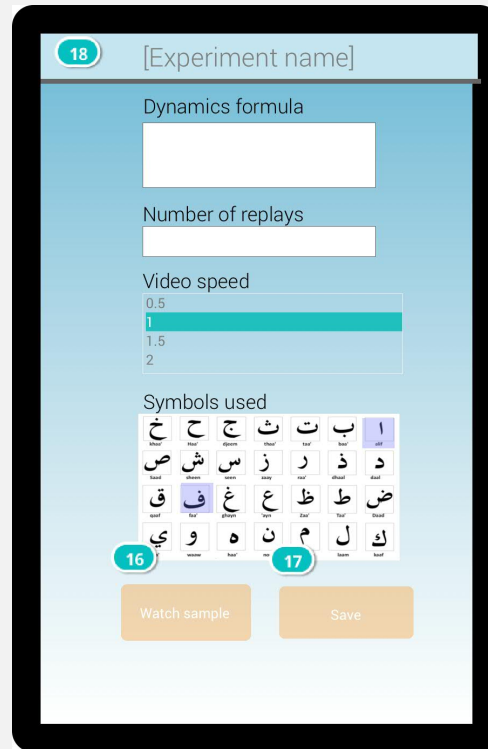 18
[Experiment name]
Dynamics formula
Number of replays
Video speed
0.5
1
1.5
2
Symbols used
ا ب ت ث ج ح خ
khaa' Haa' djeem thaa' taa' baa' alif
د ذ ر ز س ش ص
Saad sheen seen zaay raa' dhaal daal
ض ط ظ ع غ ف ق
qaaf faa' ghayn 'ayn Zaa' Taa' Daad
ك ل م ن ه و ي
waaw haa' laam kaaf
16 17
Watch sample Save